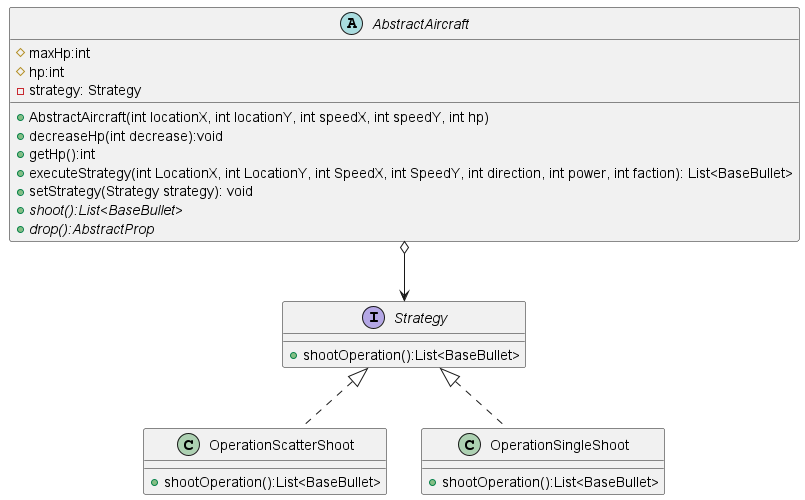 A AbstractAircraft
maxHp:int
hp:int
strategy: Strategy
AbstractAircraft(int locationX, int locationY, int speedX, int speedY, int hp)
decreaseHp(int decrease):void
getHp():int
executeStrategy(int LocationX, int LocationY, int SpeedX, int SpeedY, int direction, int power, int faction): List<BaseBullet>
setStrategy(Strategy strategy): void
shoot():List<BaseBullet>
drop():AbstractProp
I Strategy
shootOperation():List<BaseBullet>
C OperationScatterShoot
shootOperation():List<BaseBullet>
C OperationSingleShoot
shootOperation():List<BaseBullet>